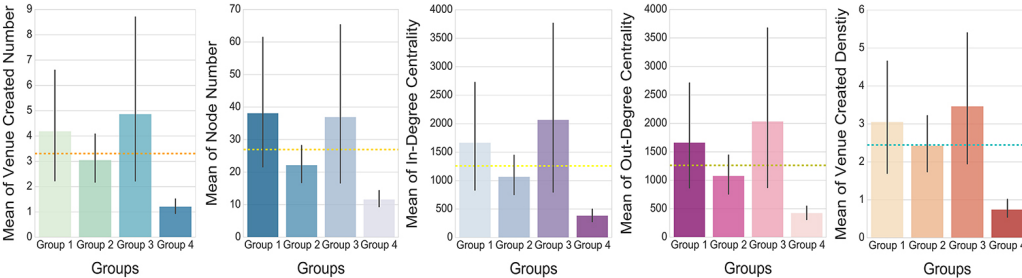 Mean of Venue Created Number
9
8
7
6
5
4
3
2
1
0
Group 1 Group 2 Group 3 Group 4
Groups
Mean of Node Number
70
60
50
40
30
20
10
0
Group 1 Group 2 Group 3 Group 4
Groups
Mean of In-Degree Centrality
4000
3500
3000
2500
2000
1500
1000
500
0
Group 1 Group 2 Group 3 Group 4
Groups
Mean of Out-Degree Centrality
4000
3500
3000
2500
2000
1500
1000
500
0
Group 1 Group 2 Group 3 Group 4
Groups
Mean of Venue Created Denstiy
6
5
4
3
2
1
0
Group 1 Group 2 Group 3 Group 4
Groups